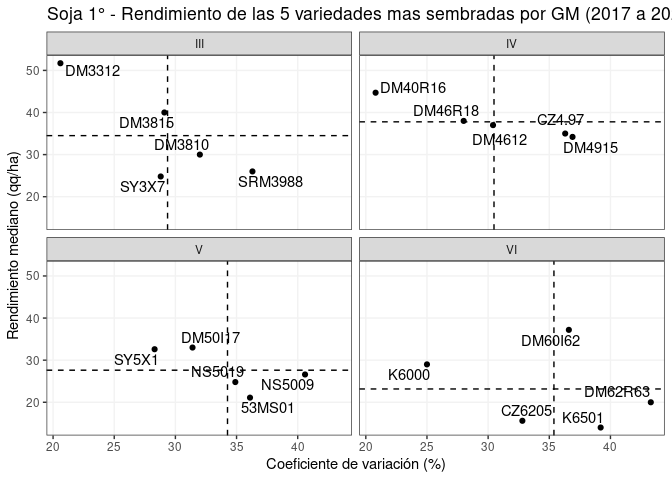 Soja 1° - Rendimiento de las 5 variedades mas sembradas por GM (2017 a 20
III
IV
50
40
30
20
DM3312
DM3815
DM3810
SY3X7
SRM3988
DM40R16
DM46R18
CZ4.97
DM4612
DM4915
Rendimiento mediano (qq/ha)
V
VI
50
40
30
20
DM50I17
SY5X1
NS5019
NS5009
53MS01
DM60I62
K6000
DM62R63
CZ6205
K6501
20 25 30 35 40 20 25 30 35 40
Coeficiente de variación (%)